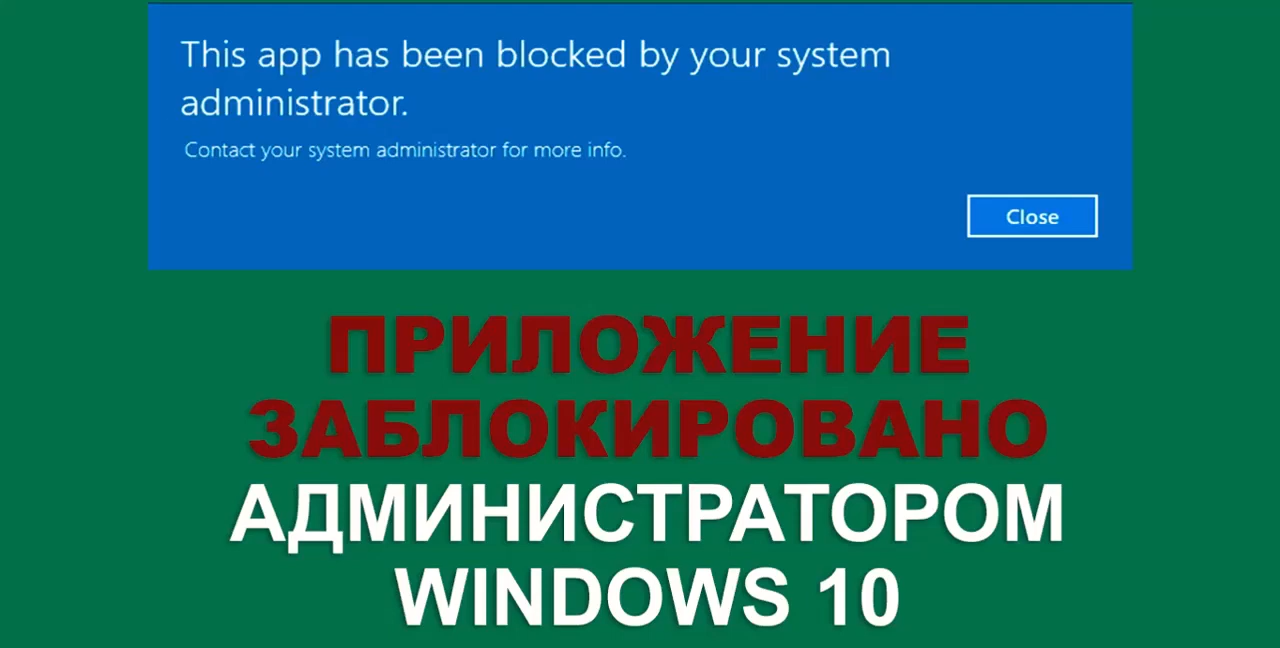 This app has been blocked by your system
administrator.
Contact your system administrator for more info.
Close
ПРИЛОЖЕНИЕ
ЗАБЛОКИРОВАНО
АДМИНИСТРАТОРОМ
WINDOWS 10